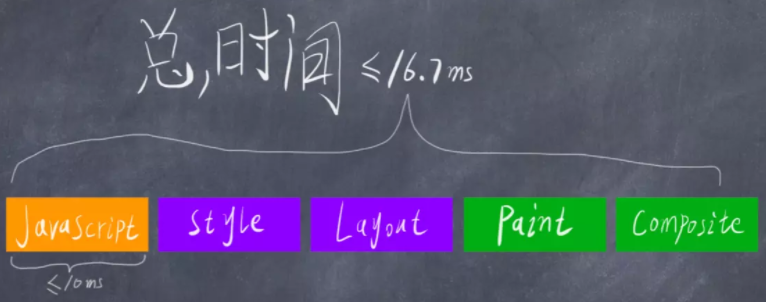 总时间 ≤16.7ms
JavaScript
style
Layout
Paint
Composite
≤10ms